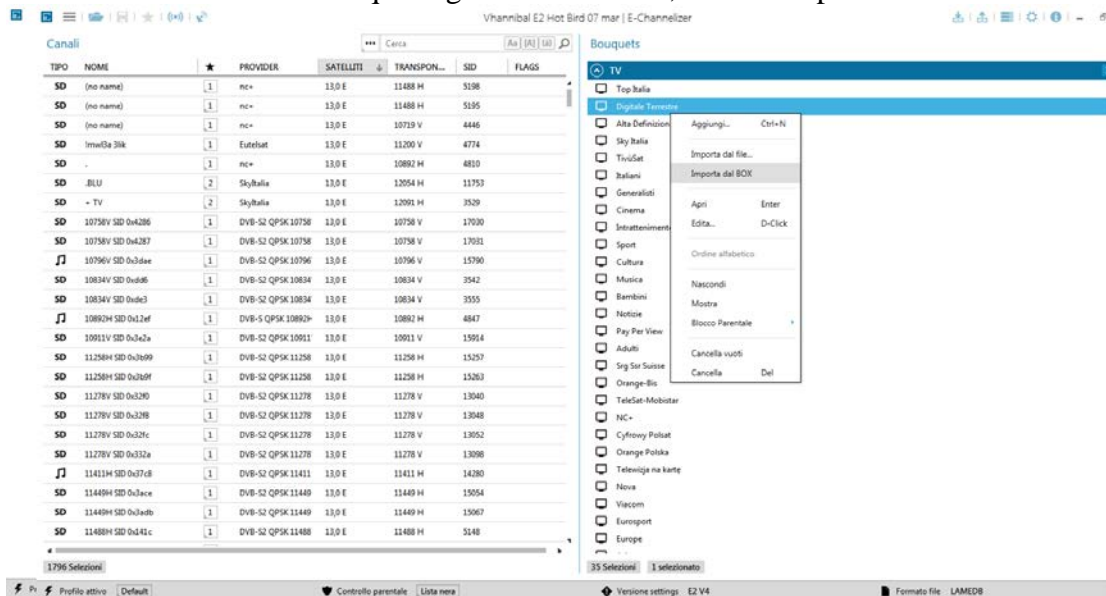 Vhannibal E2 Hot Bird 07 mar | E-Channelizer
Canali
Cerca
Bouquets
TIPO NOME PROVIDER SATELLITI TRANSPON... SID FLAGS
SD (no name) 1 nc+ 13,0 E 11488 H 5198
SD (no name) 1 nc+ 13,0 E 11488 H 5195
SD (no name) 1 nc+ 13,0 E 10719 V 4446
SD !mwl3a 3lik 1 Eutelsat 13,0 E 11200 V 4774
SD . 1 nc+ 13,0 E 10892 H 4810
SD .BLU 2 SkyItalia 13,0 E 12054 H 11753
SD + TV 2 SkyItalia 13,0 E 12091 H 3529
SD 10758V SID 0x4286 1 DVB-S2 QPSK 10758 13,0 E 10758 V 17030
SD 10758V SID 0x4287 1 DVB-S2 QPSK 10758 13,0 E 10758 V 17031
10796V SID 0x3dae 1 DVB-S2 QPSK 10796 13,0 E 10796 V 15790
SD 10834V SID 0xdd6 1 DVB-S2 QPSK 10834 13,0 E 10834 V 3542
SD 10834V SID 0xde3 1 DVB-S2 QPSK 10834 13,0 E 10834 V 3555
10892H SID 0x12ef 1 DVB-S QPSK 10892H 13,0 E 10892 H 4847
SD 10911V SID 0x3e2a 1 DVB-S2 QPSK 10911 13,0 E 10911 V 15914
SD 11258H SID 0x3b99 1 DVB-S2 QPSK 11258 13,0 E 11258 H 15257
SD 11258H SID 0x3b9f 1 DVB-S2 QPSK 11258 13,0 E 11258 H 15263
SD 11278V SID 0x32f0 1 DVB-S2 QPSK 11278 13,0 E 11278 V 13040
SD 11278V SID 0x32f8 1 DVB-S2 QPSK 11278 13,0 E 11278 V 13048
SD 11278V SID 0x32fc 1 DVB-S2 QPSK 11278 13,0 E 11278 V 13052
SD 11278V SID 0x332a 1 DVB-S2 QPSK 11278 13,0 E 11278 V 13098
11411H SID 0x37c8 1 DVB-S2 QPSK 11411 13,0 E 11411 H 14280
SD 11449H SID 0x3ace 1 DVB-S2 QPSK 11449 13,0 E 11449 H 15054
SD 11449H SID 0x3adb 1 DVB-S2 QPSK 11449 13,0 E 11449 H 15067
SD 11488H SID 0x141c 1 DVB-S2 QPSK 11488 13,0 E 11488 H 5148
1796 Selezioni
TV
Top Italia
Digitale Terrestre
Alta Definizion
Sky Italia
TivùSat
Italiani
Generalisti
Cinema
Intratteniment
Sport
Cultura
Musica
Bambini
Notizie
Pay Per View
Adulti
Srg Ssr Suisse
Orange-Bis
TeleSat-Mobistar
NC+
Cyfrowy Polsat
Orange Polska
Telewizja na kartę
Nova
Viacom
Eurosport
Europe
Aggiungi... Ctrl+N
Importa dal file...
Importa dal BOX
Apri Enter
Edita... D-Click
Ordine alfabetico
Nascondi
Mostra
Blocco Parentale
Cancella vuoti
Cancella Del
35 Selezioni 1 selezionato
Profilo attivo Default Controllo parentale Lista nera Versione settings E2 V4 Formato file LAMEDB